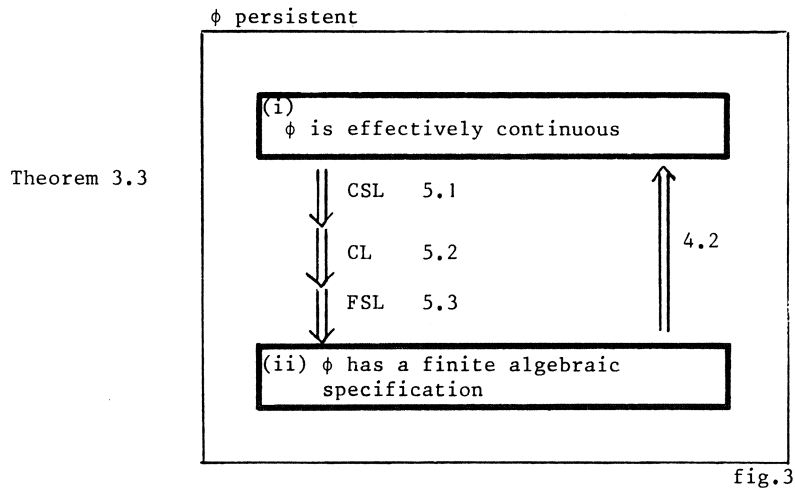 ϕ persistent
(i)
ϕ is effectively continuous
Theorem 3.3
CSL 5.1
CL 5.2
4.2
FSL 5.3
(ii) ϕ has a finite algebraic
specification
fig.3